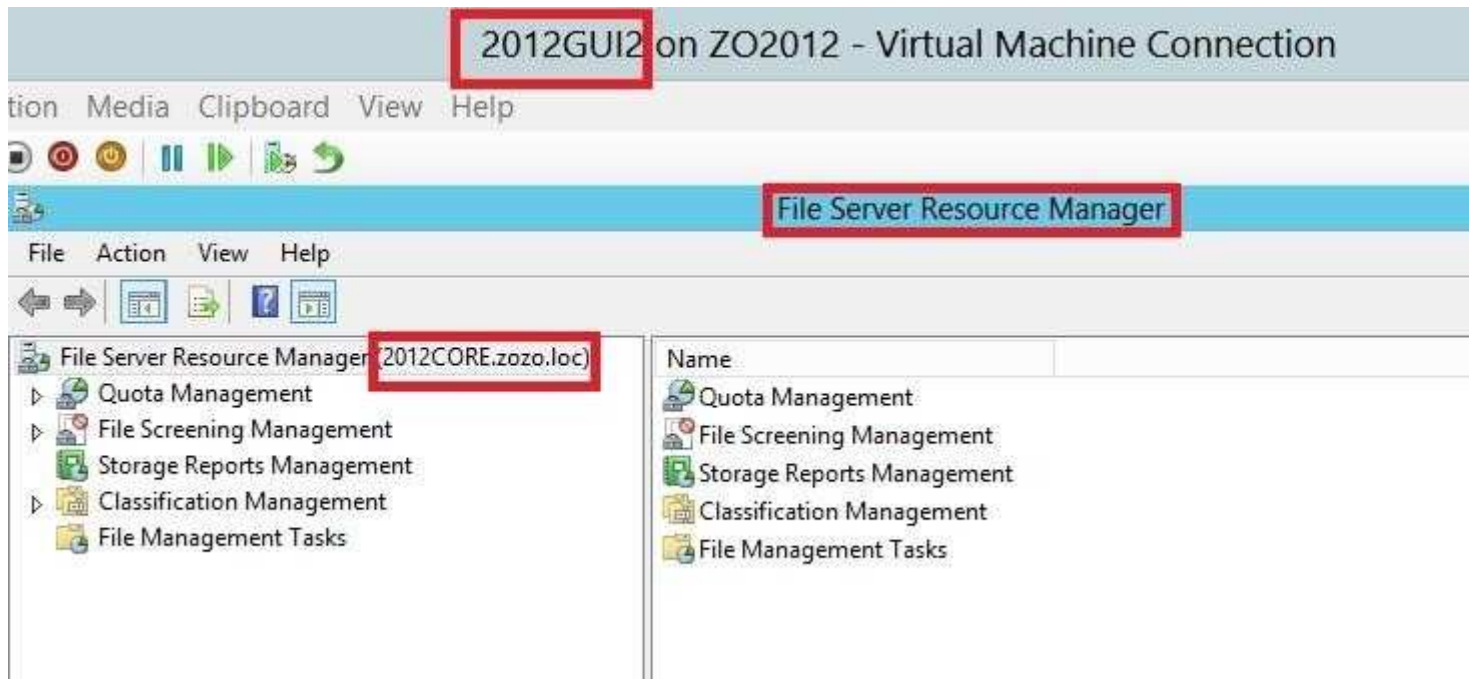 2012GUI2 on ZO2012 - Virtual Machine Connection
tion Media Clipboard View Help
File Server Resource Manager
File Action View Help
File Server Resource Manager (2012CORE.zozo.loc)
Quota Management
File Screening Management
Storage Reports Management
Classification Management
File Management Tasks
Name
Quota Management
File Screening Management
Storage Reports Management
Classification Management
File Management Tasks